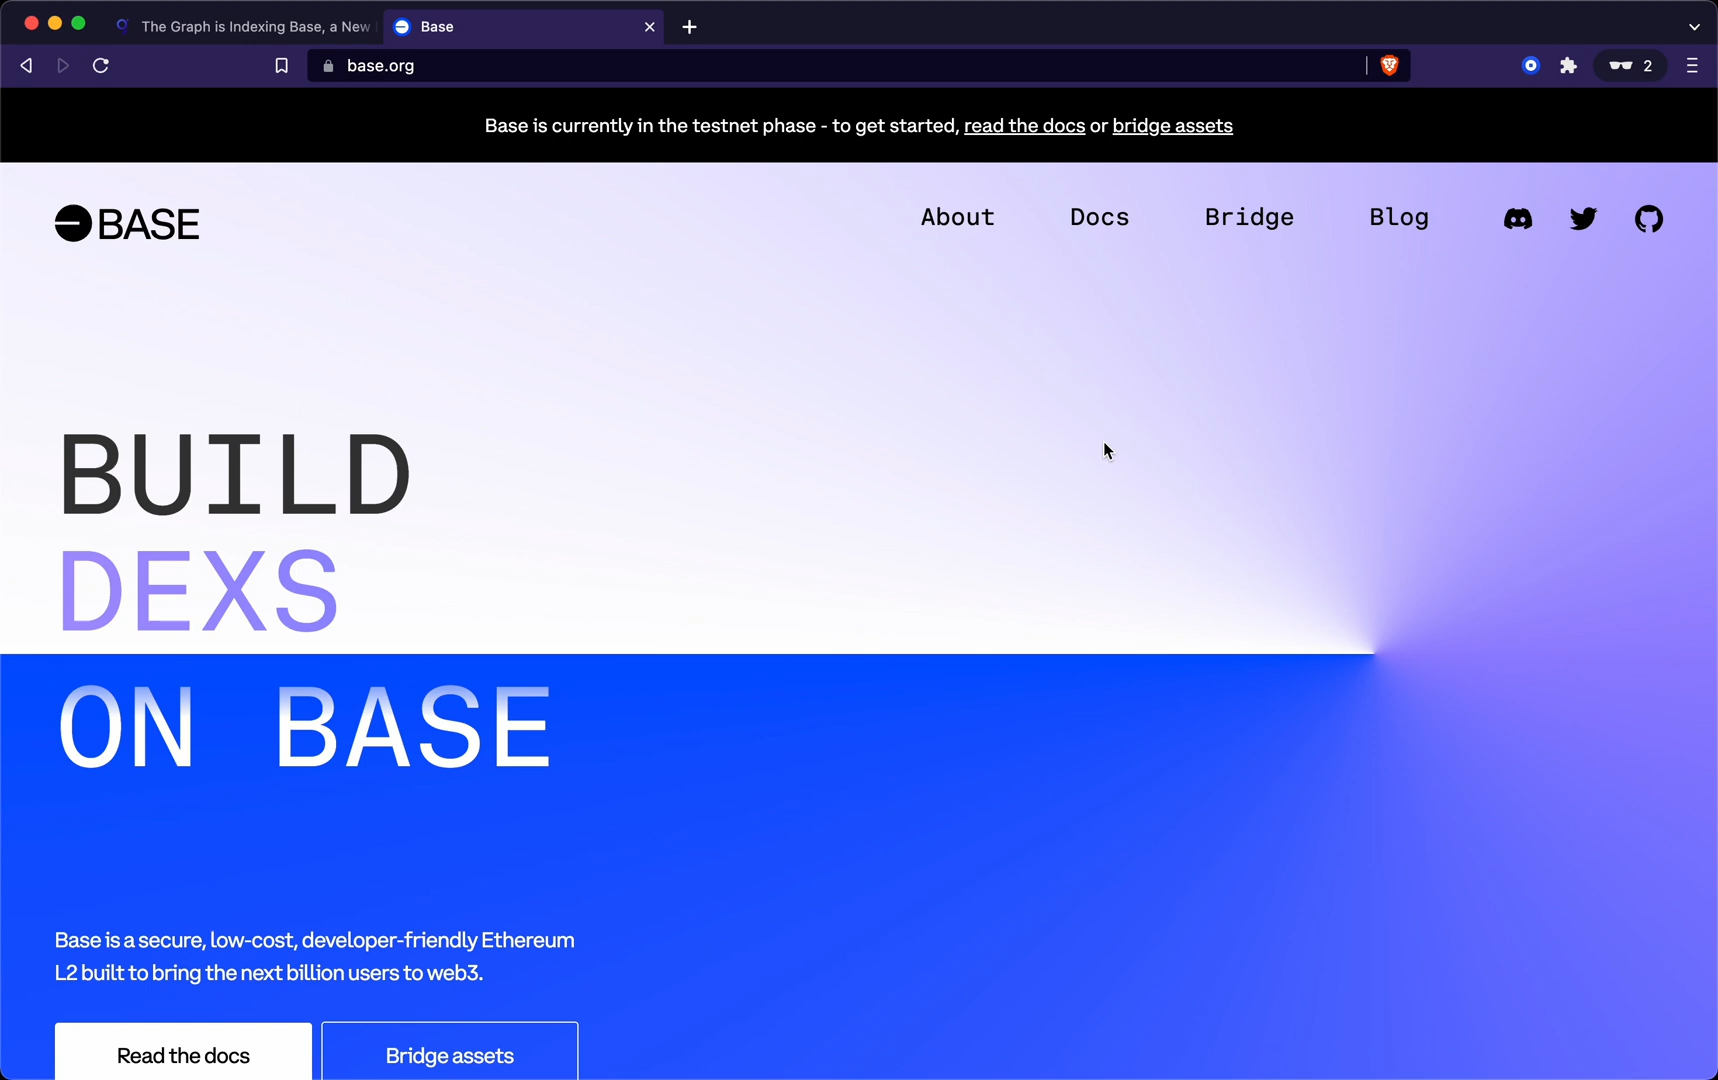 The Graph is Indexing Base, a New
Base
base.org
2
Base is currently in the testnet phase - to get started, read the docs or bridge assets
BASE
About
Docs
Bridge
Blog
BUILD
DEXS
ON BASE
Base is a secure, low-cost, developer-friendly Ethereum
L2 built to bring the next billion users to web3.
Read the docs
Bridge assets